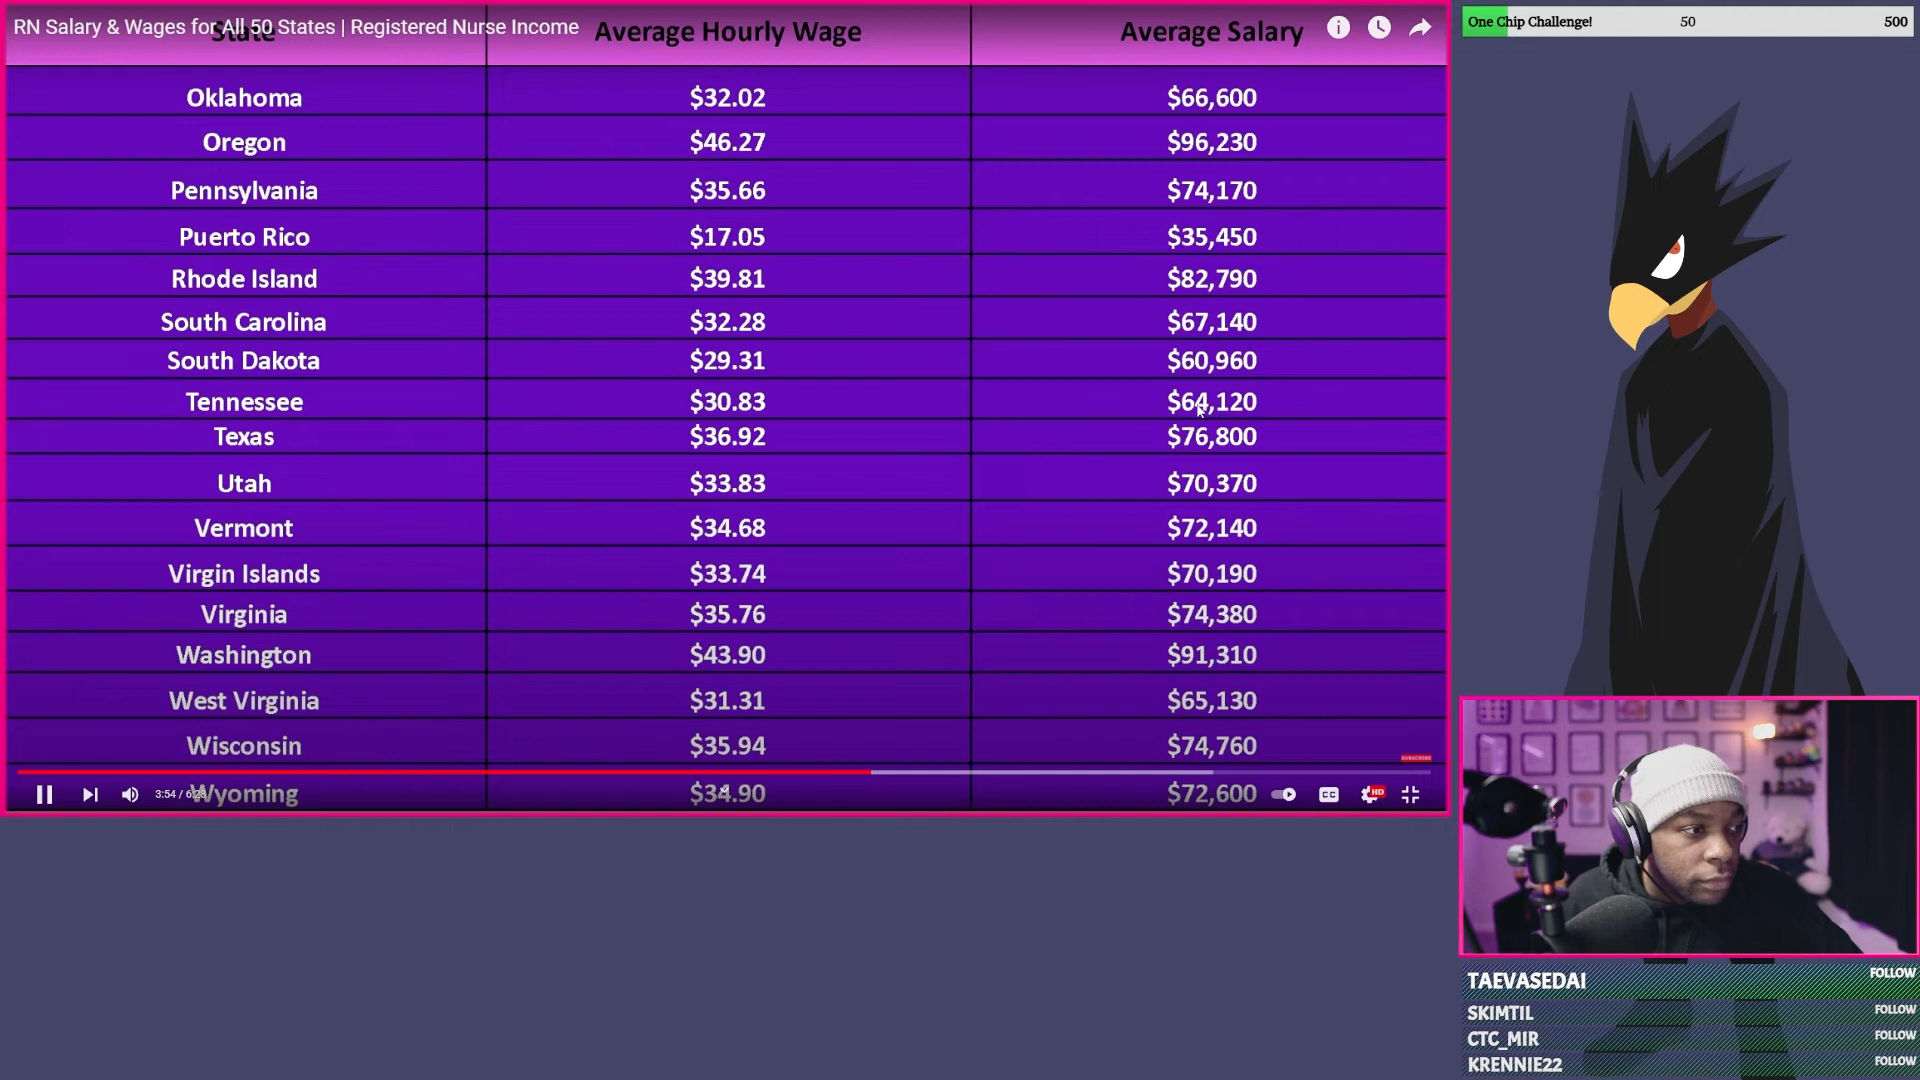 RN Salary & Wages for All 50 States | Registered Nurse Income
State Average Hourly Wage Average Salary
Oklahoma $32.02 $66,600
Oregon $46.27 $96,230
Pennsylvania $35.66 $74,170
Puerto Rico $17.05 $35,450
Rhode Island $39.81 $82,790
South Carolina $32.28 $67,140
South Dakota $29.31 $60,960
Tennessee $30.83 $64,120
Texas $36.92 $76,800
Utah $33.83 $70,370
Vermont $34.68 $72,140
Virgin Islands $33.74 $70,190
Virginia $35.76 $74,380
Washington $43.90 $91,310
West Virginia $31.31 $65,130
Wisconsin $35.94 $74,760
SUBSCRIBE
Wyoming $34.90 $72,600
3:54 / 6:28
CC HD
One Chip Challenge! 50 500
TAEVASEDAI FOLLOW
SKIMTIL FOLLOW
CTC_MIR FOLLOW
KRENNIE22 FOLLOW